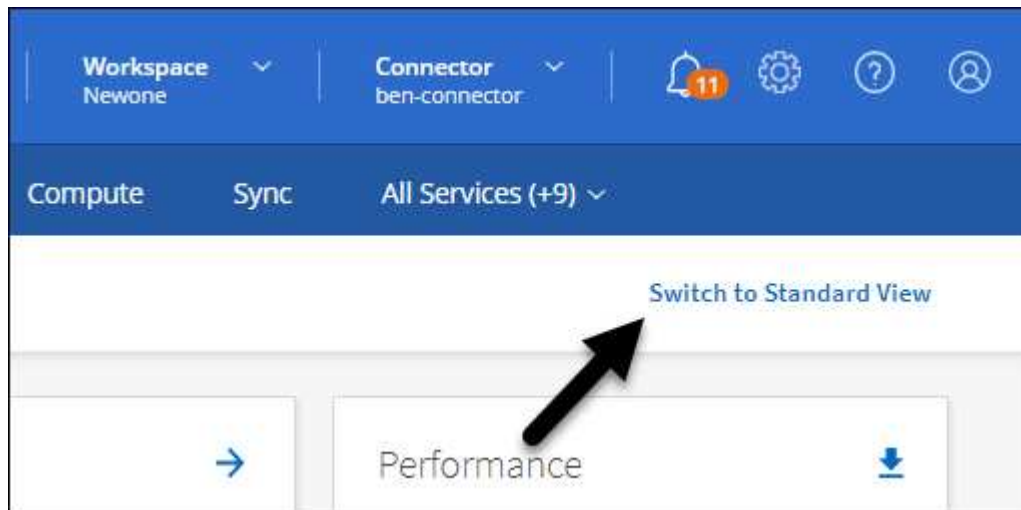 Workspace
Newone
Connector
ben-connector
11
Compute
Sync
All Services (+9)
Switch to Standard View
Performance